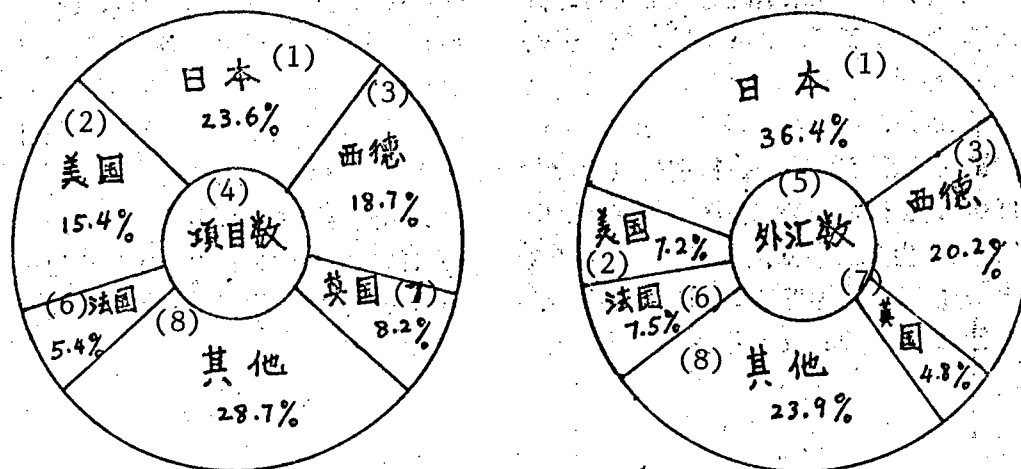 日本 (1)
23.6%
(3)
西德
18.7%
(2)
美国
15.4%
(4)
項目数
(6)法国
5.4%
英国 (7)
8.2%
(8)
其他
28.7%
日本 (1)
36.4%
(3)
西德
20.2%
(5)
外汇数
美国 7.2%
(2)
法国 (6)
7.5%
(7)
英国
4.8%
(8) 其他
23.9%